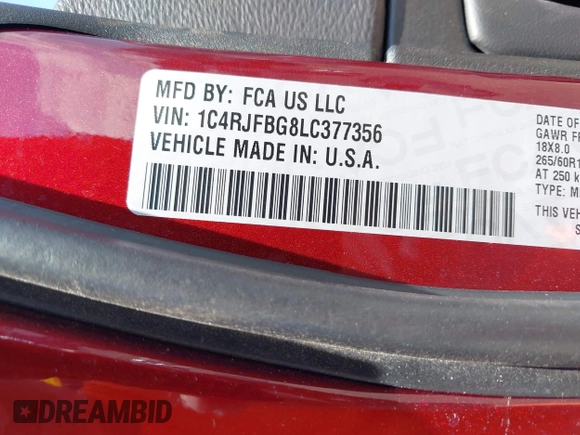 MFD BY: FCA US LLC
VIN: 1C4RJFBG8LC377356
VEHICLE MADE IN: U.S.A.
DATE OF
GAWR FR
18X8.0
265/60R1
AT 250 k
TYPE: M
THIS VEH
S
DREAMBID